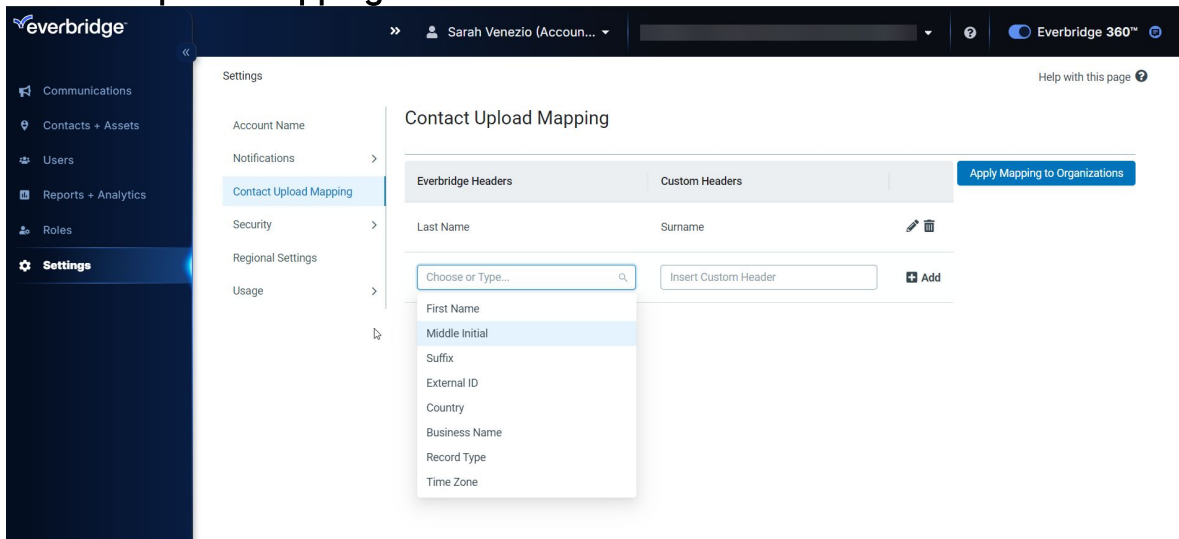 everbridge
Sarah Venezio (Accoun...
Everbridge 360™
Communications
Contacts + Assets
Users
Reports + Analytics
Roles
Settings
Settings
Help with this page
Account Name
Notifications
Contact Upload Mapping
Security
Regional Settings
Usage
Contact Upload Mapping
Everbridge Headers Custom Headers
Apply Mapping to Organizations
Last Name Surname
Choose or Type... Insert Custom Header Add
First Name
Middle Initial
Suffix
External ID
Country
Business Name
Record Type
Time Zone